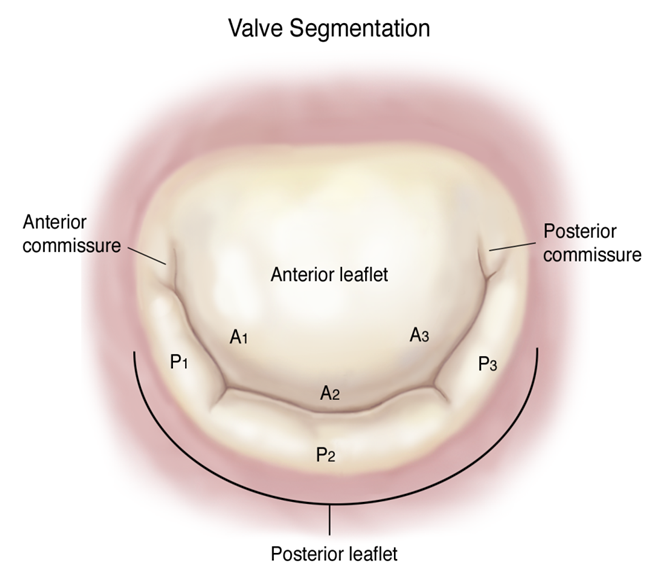 Valve Segmentation
Anterior
commissure
Posterior
commissure
Anterior leaflet
A1
A3
P1
P3
A2
P2
Posterior leaflet